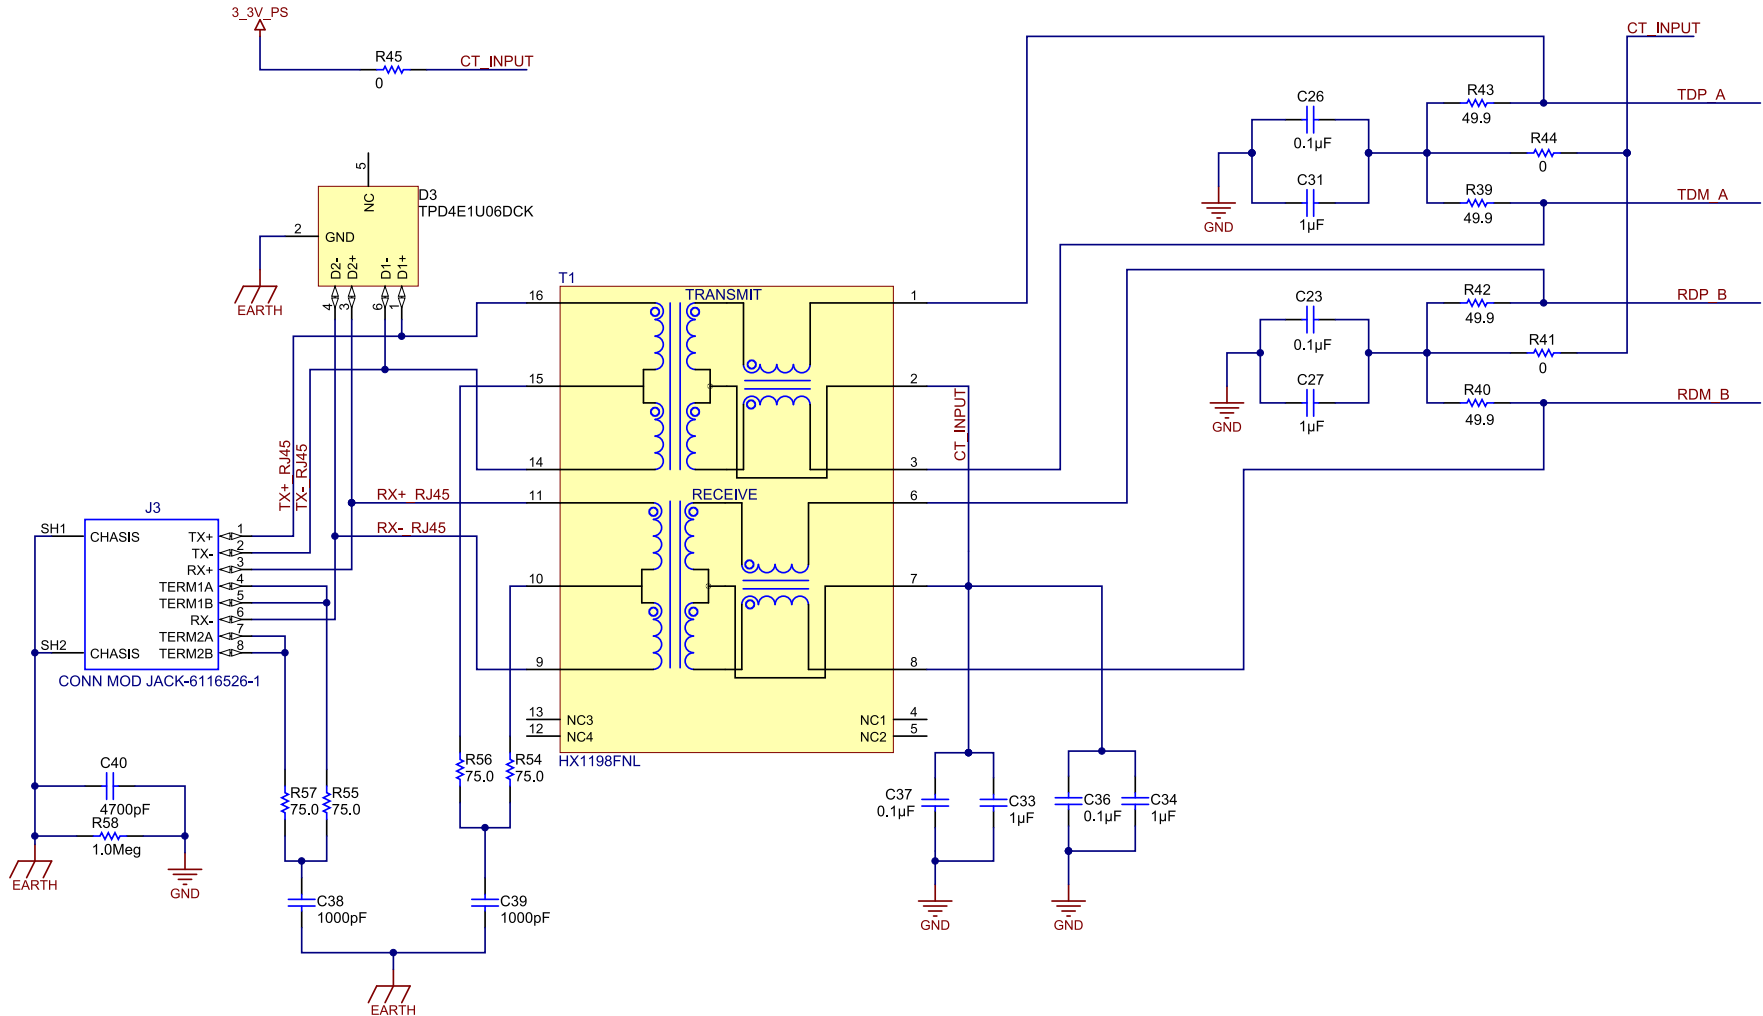 3_3V_PS
R45
0
CT_INPUT
CT_INPUT
C26
0.1µF
C31
1µF
GND
R43
49.9
R44
0
R39
49.9
TDP_A
TDM_A
5
NC
D3
TPD4E1U06DCK
2
GND
D2-
D2+
D1-
D1+
4
3
6
1
EARTH
T1
TRANSMIT
16
15
14
11
10
9
13
12
NC3
NC4
RECEIVE
1
2
3
6
7
8
4
5
NC1
NC2
HX1198FNL
CT_INPUT
C23
0.1µF
C27
1µF
GND
R42
49.9
R41
0
R40
49.9
RDP_B
RDM_B
TX+_RJ45
TX-_RJ45
RX+_RJ45
RX-_RJ45
J3
SH1
CHASIS
SH2
CHASIS
TX+
TX-
RX+
TERM1A
TERM1B
RX-
TERM2A
TERM2B
1
2
3
4
5
6
7
8
CONN MOD JACK-6116526-1
C40
4700pF
R58
1.0Meg
EARTH
GND
R57
75.0
R55
75.0
R56
75.0
R54
75.0
C38
1000pF
C39
1000pF
EARTH
C37
0.1µF
C33
1µF
GND
C36
0.1µF
C34
1µF
GND